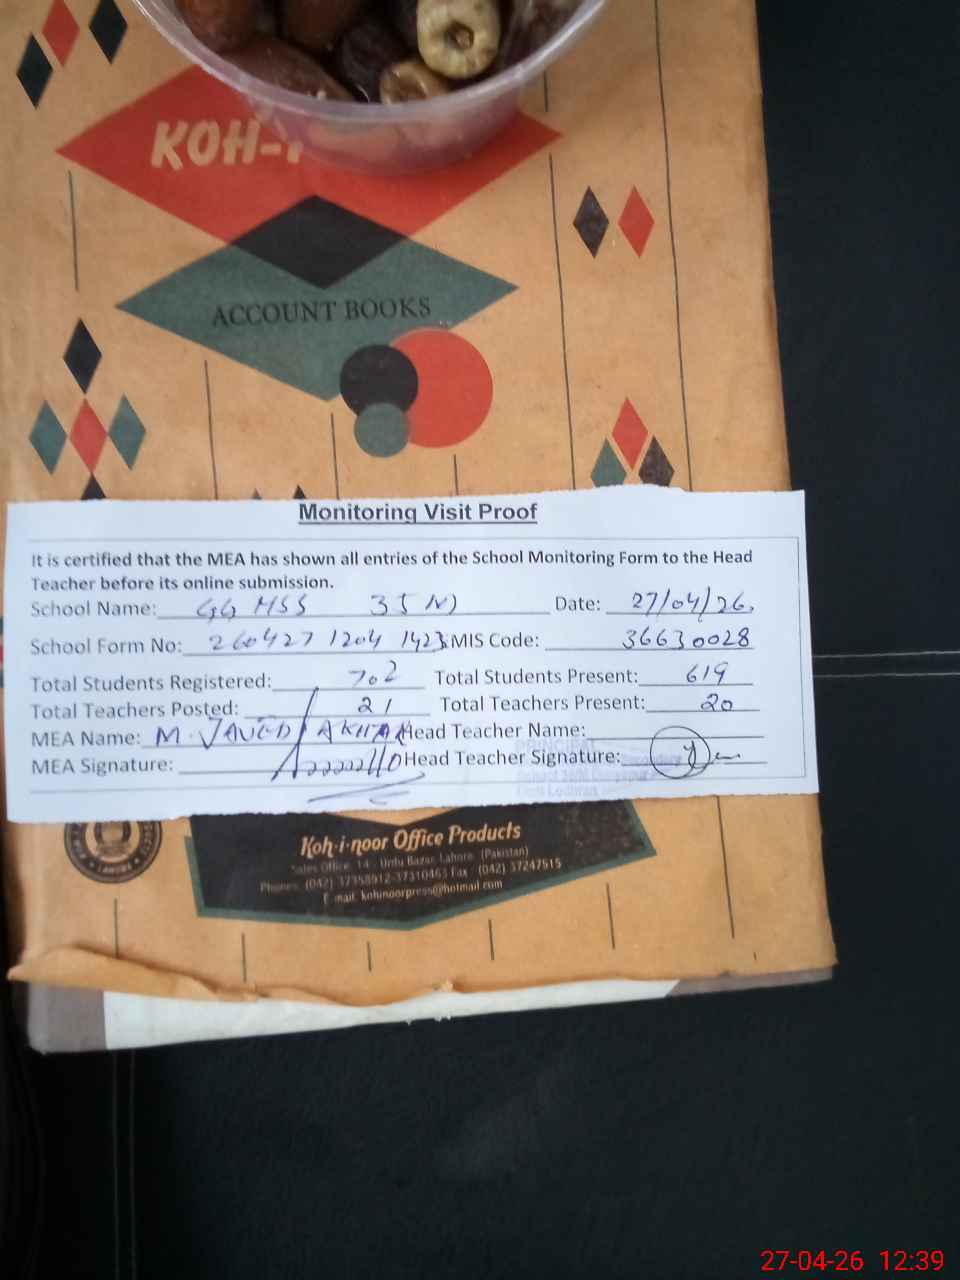 KOH-
ACCOUNT BOOKS
Monitoring Visit Proof
It is certified that the MEA has shown all entries of the School Monitoring Form to the Head
Teacher before its online submission.
School Name: GG HSS 35 M Date: 27/04/26.
School Form No: 260427 1204 1423 EMIS Code: 36630028
Total Students Registered: 702 Total Students Present: 619
Total Teachers Posted: 21 Total Teachers Present: 20
MEA Name: M. JAVED AKHTAR Head Teacher Name:
MEA Signature: Head Teacher Signature:
PRINCIPAL
Koh-i-noor Office Products
Sales Office: 14 - Urdu Bazar, Lahore. (Pakistan)
Phones: (042) 37358912-37310463 Fax : (042) 37247515
E-mail: kohinoorpress@hotmail.com
27-04-26 12:39